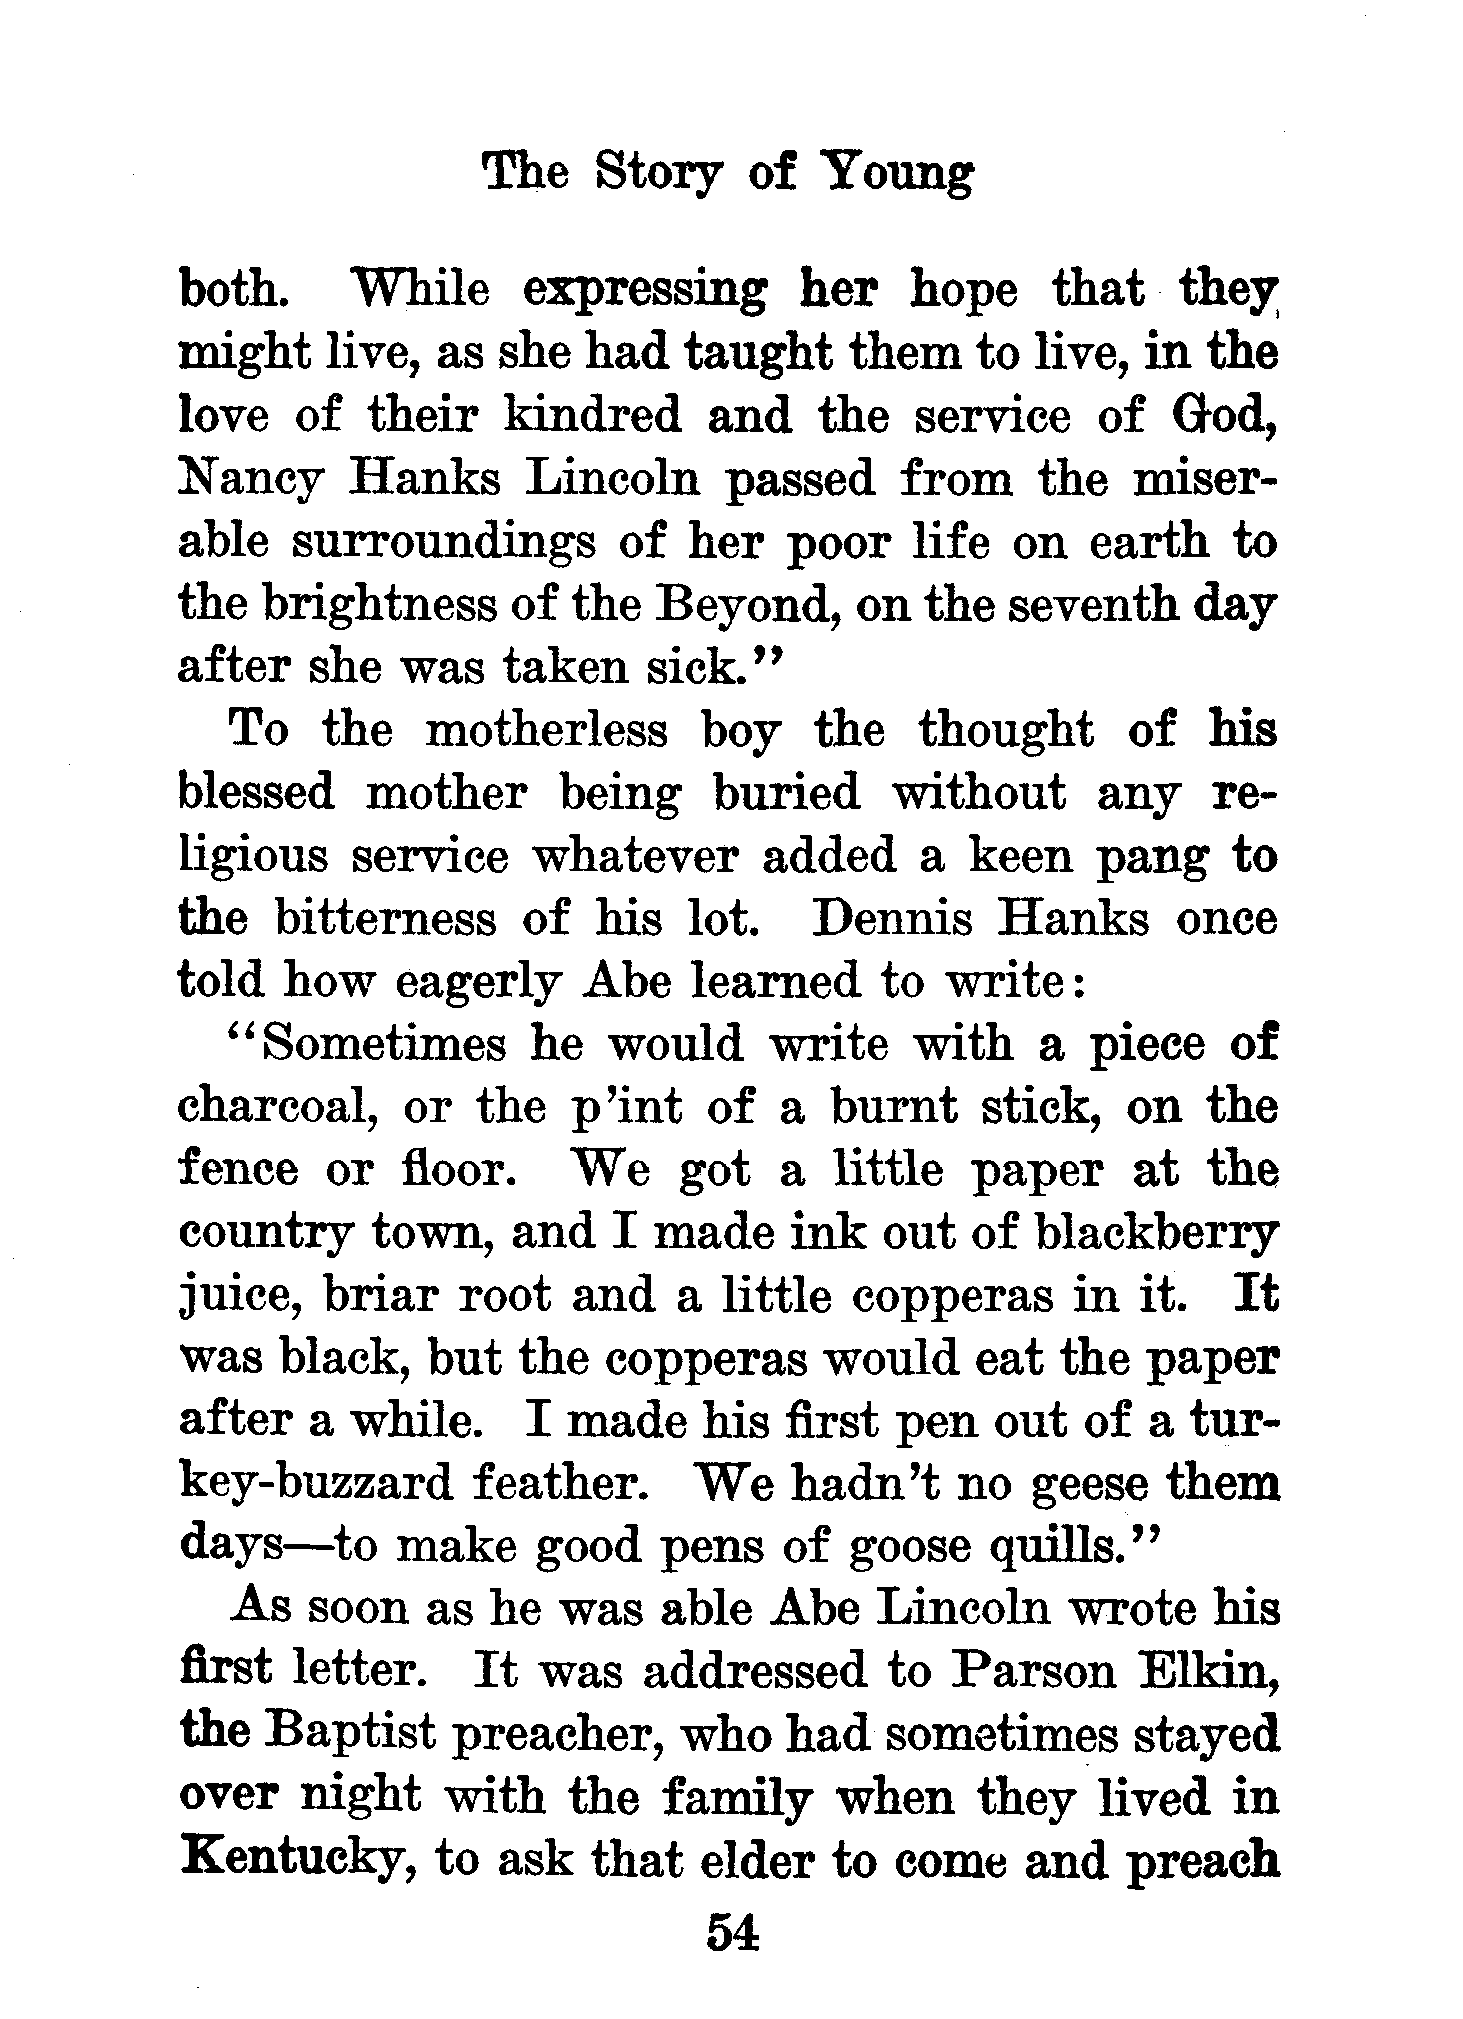 The Story of Young
both. While expressing her hope that they
might live, as she had taught them to live, in the
love of their kindred and the service of God,
Nancy Hanks Lincoln passed from the miser-
able surroundings of her poor life on earth to
the brightness of the Beyond, on the seventh day
after she was taken sick.”
To the motherless boy the thought of his
blessed mother being buried without any re-
ligious service whatever added a keen pang to
the bitterness of his lot. Dennis Hanks once
told how eagerly Abe learned to write:
“Sometimes he would write with a piece of
charcoal, or the p’int of a burnt stick, on the
fence or floor. We got a little paper at the
country town, and I made ink out of blackberry
juice, briar root and a little copperas in it. It
was black, but the copperas would eat the paper
after a while. I made his first pen out of a tur-
key-buzzard feather. We hadn’t no geese them
days—to make good pens of goose quills.”
As soon as he was able Abe Lincoln wrote his
first letter. It was addressed to Parson Elkin,
the Baptist preacher, who had sometimes stayed
over night with the family when they lived in
Kentucky, to ask that elder to come and preach
54